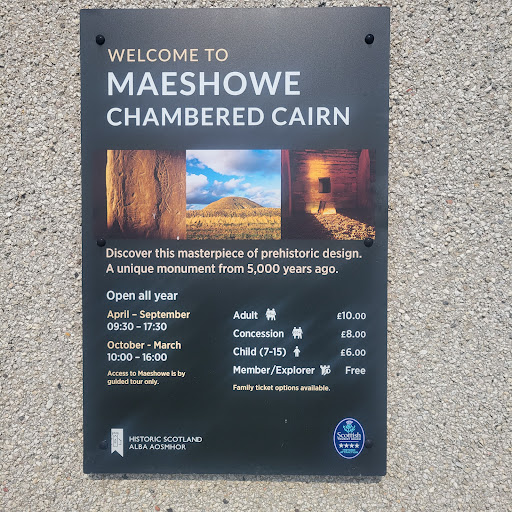 WELCOME TO
MAESHOWE
CHAMBERED CAIRN
Discover this masterpiece of prehistoric design.
A unique monument from 5,000 years ago.
Open all year
April – September
09:30 – 17:30
October - March
10:00 – 16:00
Access to Maeshowe is by
guided tour only.
Adult £10.00
Concession £8.00
Child (7-15) £6.00
Member/Explorer Free
Family ticket options available.
HISTORIC SCOTLAND
ALBA AOSMHOR
Scottish